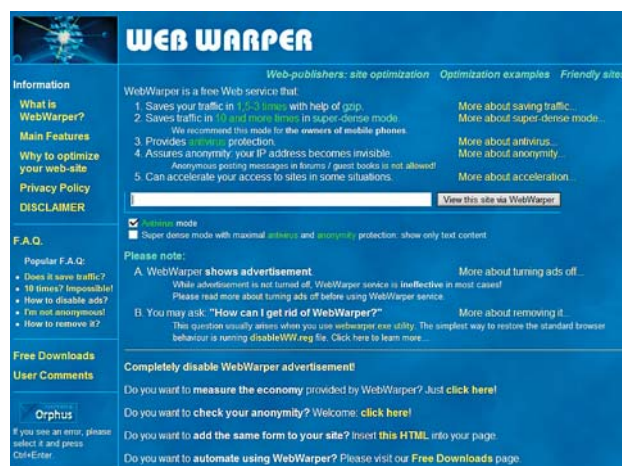 WEB WARPER
Web-publishers: site optimization Optimization examples Friendly site
Information
What is
WebWarper?
Main Features
Why to optimize
your web-site
Privacy Policy
DISCLAIMER
F.A.Q.
Popular F.A.Q:
Does it save traffic?
10 times? Impossible!
How to disable ads?
I'm not anonymous!
How to remove it?
Free Downloads
User Comments
Orphus
If you see an error, please
select it and press
Ctrl+Enter.
WebWarper is a free Web service that:
1. Saves your traffic in 1,5-3 times with help of gzip. More about saving traffic...
2. Saves traffic in 10 and more times in super-dense mode. More about super-dense mode...
We recommend this mode for the owners of mobile phones.
3. Provides antivirus protection. More about antivirus...
4. Assures anonymity: your IP address becomes invisible. More about anonymity...
Anonymous posting messages in forums / guest books is not allowed!
5. Can accelerate your access to sites in some situations. More about acceleration...
View this site via WebWarper
Antivirus mode
Super dense mode with maximal antivirus and anonymity protection: show only text content
Please note:
A. WebWarper shows advertisement. More about turning ads off...
While advertisement is not turned off, WebWarper service is ineffective in most cases!
Please read more about turning ads off before using WebWarper service.
B. You may ask: "How can I get rid of WebWarper?" More about removing it...
This question usually arises when you use webwarper.exe utility. The simplest way to restore the standard browser
behaviour is running disableWW.reg file. Click here to learn more...
Completely disable WebWarper advertisement!
Do you want to measure the economy provided by WebWarper? Just click here!
Do you want to check your anonymity? Welcome: click here!
Do you want to add the same form to your site? Insert this HTML into your page.
Do you want to automate using WebWarper? Please visit our Free Downloads page.